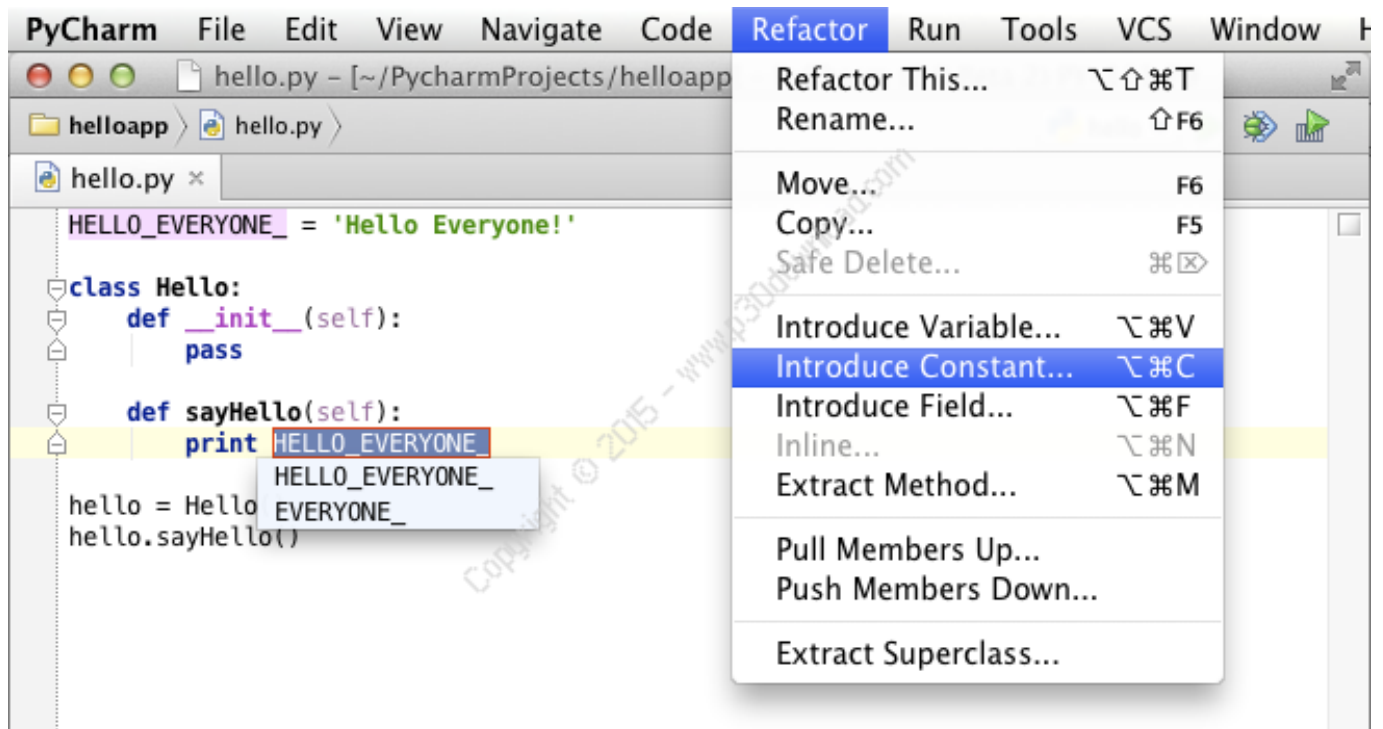 PyCharm File Edit View Navigate Code Refactor Run Tools VCS Window H
hello.py – [~/PycharmProjects/helloapp
helloapp hello.py
hello.py ×
HELLO_EVERYONE_ = 'Hello Everyone!'
class Hello:
def __init__(self):
pass
def sayHello(self):
print HELLO_EVERYONE_
HELLO_EVERYONE_
EVERYONE_
hello = Hello
hello.sayHello()
Refactor This... ⌥⇧⌘T
Rename... ⇧F6
Move... F6
Copy... F5
Safe Delete... ⌘⌦
Introduce Variable... ⌥⌘V
Introduce Constant... ⌥⌘C
Introduce Field... ⌥⌘F
Inline... ⌥⌘N
Extract Method... ⌥⌘M
Pull Members Up...
Push Members Down...
Extract Superclass...
Copyright © 2015 - www.p30download.com